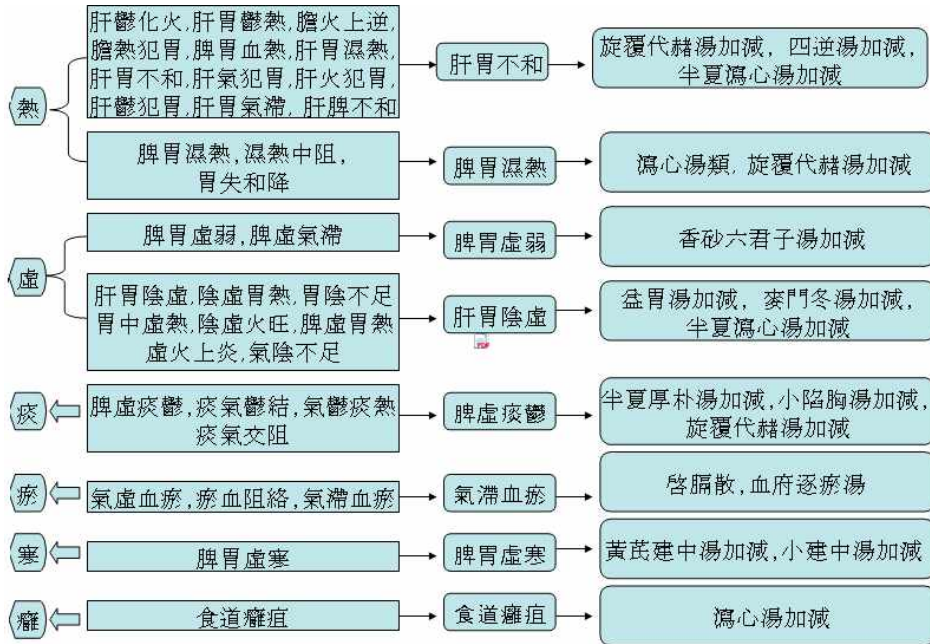 熱
肝鬱化火,肝胃鬱熱,膽火上逆,
膽熱犯胃,脾胃血熱,肝胃濕熱,
肝胃不和,肝氣犯胃,肝火犯胃,
肝鬱犯胃,肝胃氣滯, 肝脾不和
肝胃不和
旋覆代赭湯加減, 四逆湯加減,
半夏瀉心湯加減
脾胃濕熱,濕熱中阻,
胃失和降
脾胃濕熱
瀉心湯類, 旋覆代赭湯加減
虛
脾胃虛弱,脾虛氣滯
脾胃虛弱
香砂六君子湯加減
肝胃陰虛,陰虛胃熱,胃陰不足
胃中虛熱,陰虛火旺,脾虛胃熱
虛火上炎,氣陰不足
肝胃陰虛
PDF
益胃湯加減, 麥門冬湯加減,
半夏瀉心湯加減
痰
脾虛痰鬱,痰氣鬱結,氣鬱痰熱
痰氣交阻
脾虛痰鬱
半夏厚朴湯加減,小陷胸湯加減,
旋覆代赭湯加減
瘀
氣虛血瘀,瘀血阻絡,氣滯血瘀
氣滯血瘀
啓膈散,血府逐瘀湯
寒
脾胃虛寒
脾胃虛寒
黃芪建中湯加減,小建中湯加減
癰
食道癰疽
食道癰疽
瀉心湯加減